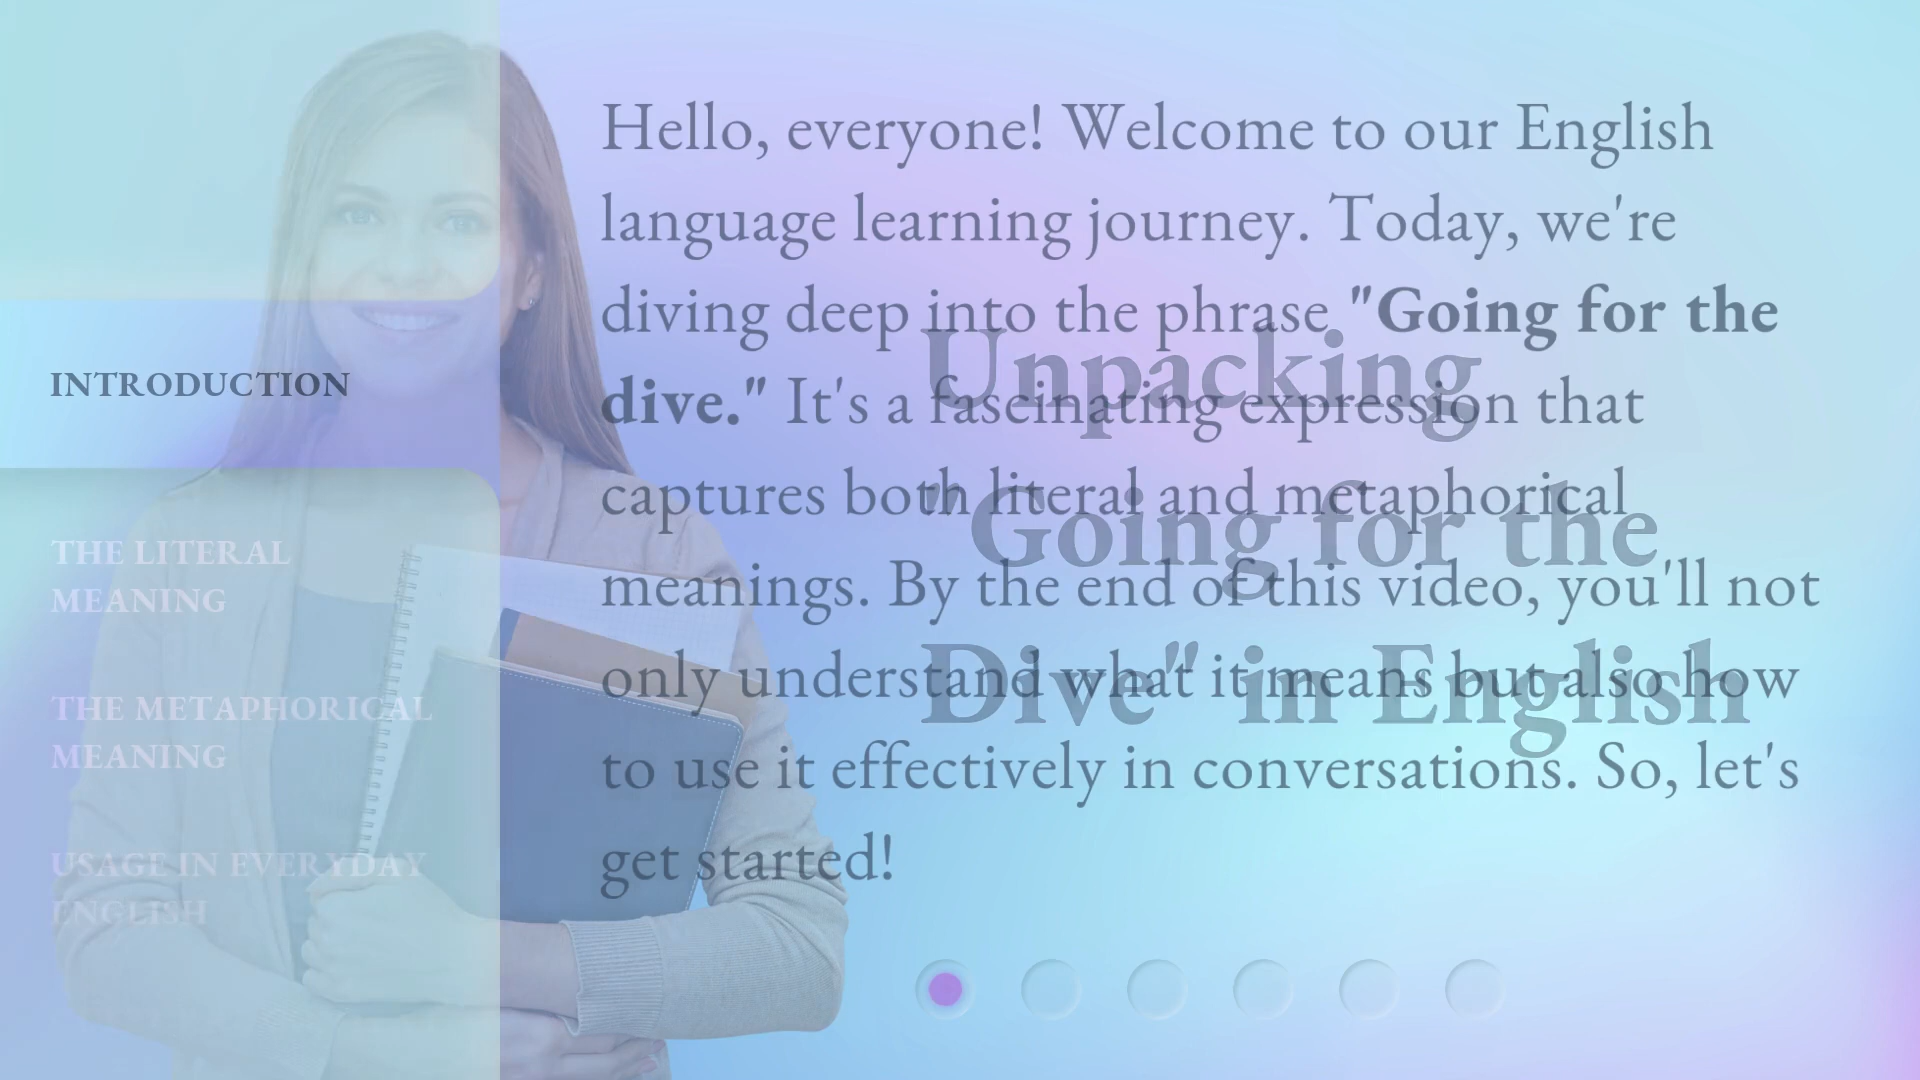 INTRODUCTION
THE LITERAL
MEANING
THE METAPHORICAL
MEANING
USAGE IN EVERYDAY
ENGLISH
Hello, everyone! Welcome to our English
language learning journey. Today, we're
diving deep into the phrase "Going for the
dive." It's a fascinating expression that
captures both literal and metaphorical
meanings. By the end of this video, you'll not
only understand what it means but also how
to use it effectively in conversations. So, let's
get started!
Unpacking
"Going for the
Dive" in English